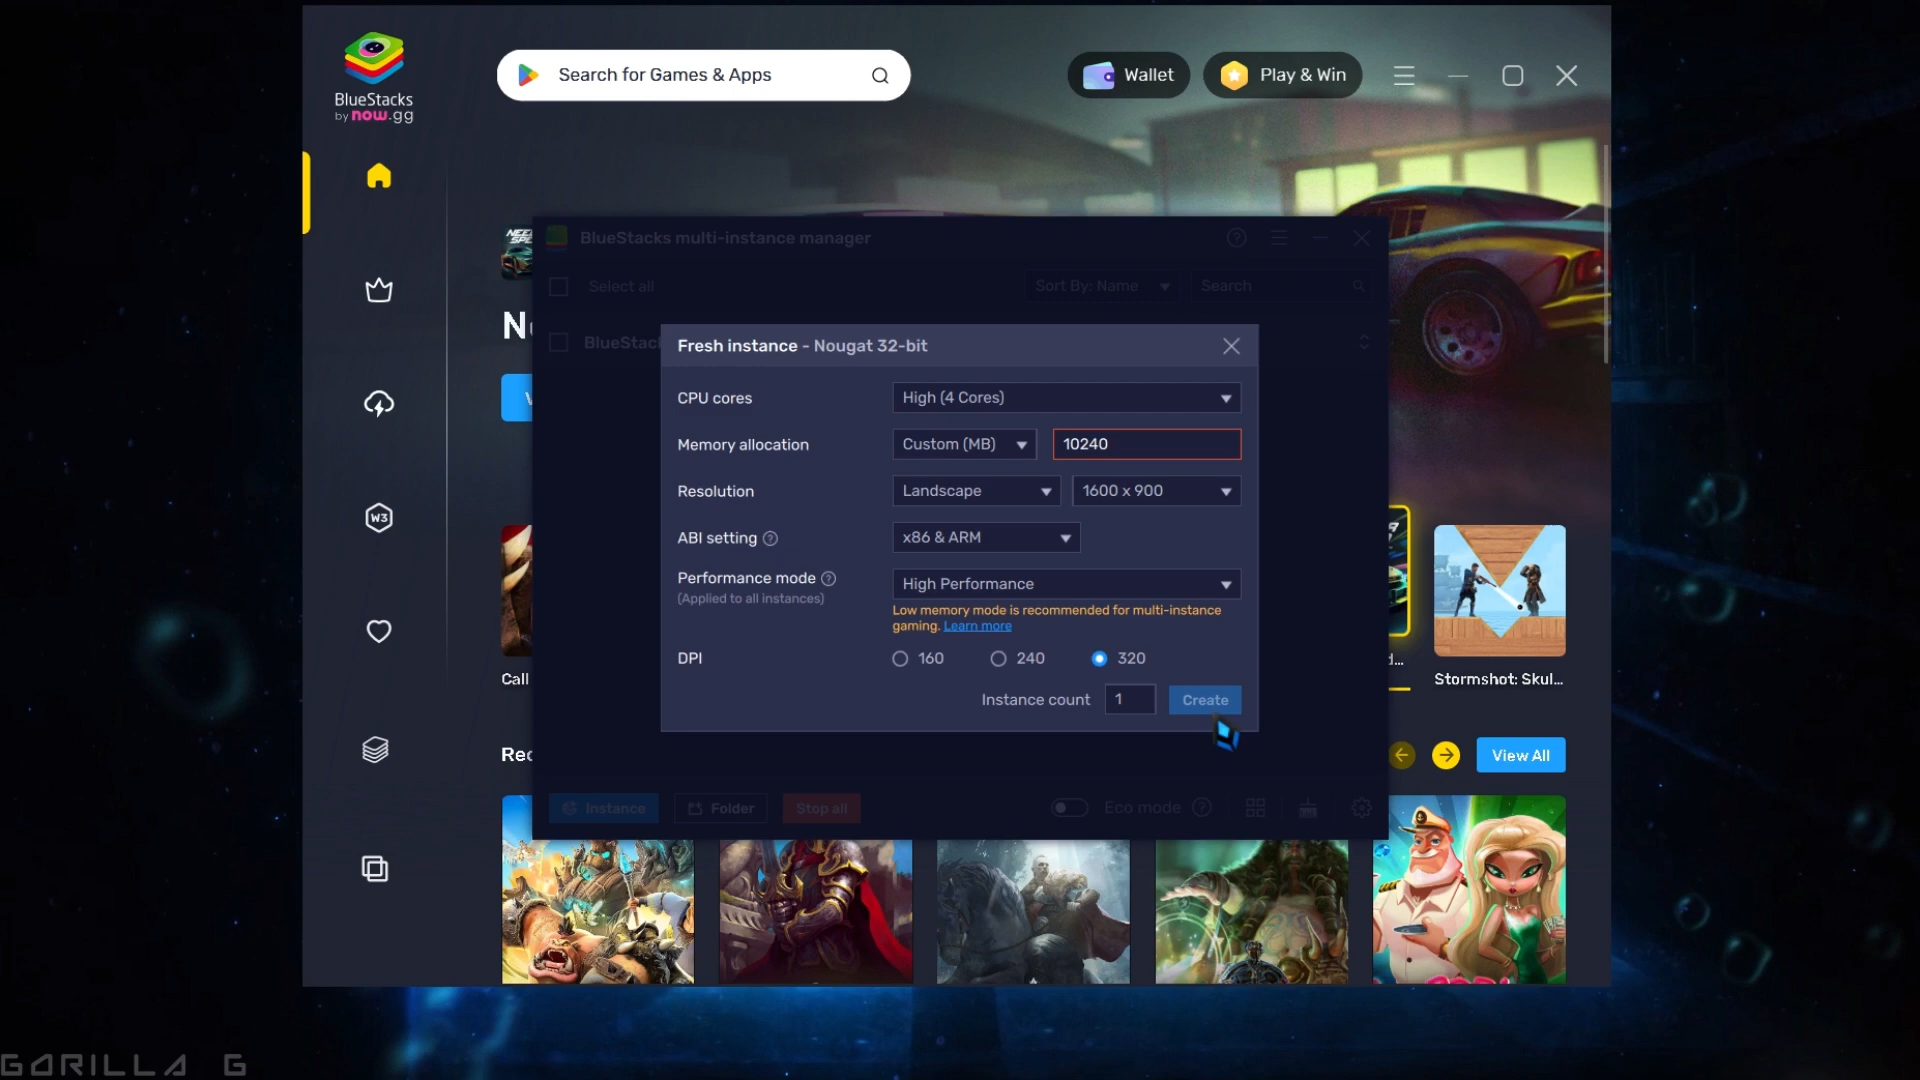 BlueStacks
by now.gg
Search for Games & Apps
Wallet
Play & Win
NEED
BlueStacks multi-instance manager
Select all
Sort By: Name
Search
BlueStac
Fresh instance - Nougat 32-bit
CPU cores
High (4 Cores)
Memory allocation
Custom (MB)
10240
Resolution
Landscape
1600 x 900
ABI setting ?
x86 & ARM
Performance mode ?
(Applied to all instances)
High Performance
Low memory mode is recommended for multi-instance
gaming. Learn more
DPI
160
240
320
Instance count
1
Create
W3
Call
d...
Stormshot: Skul...
Rec
View All
Instance
Folder
Stop all
Eco mode ?
GORILLA G